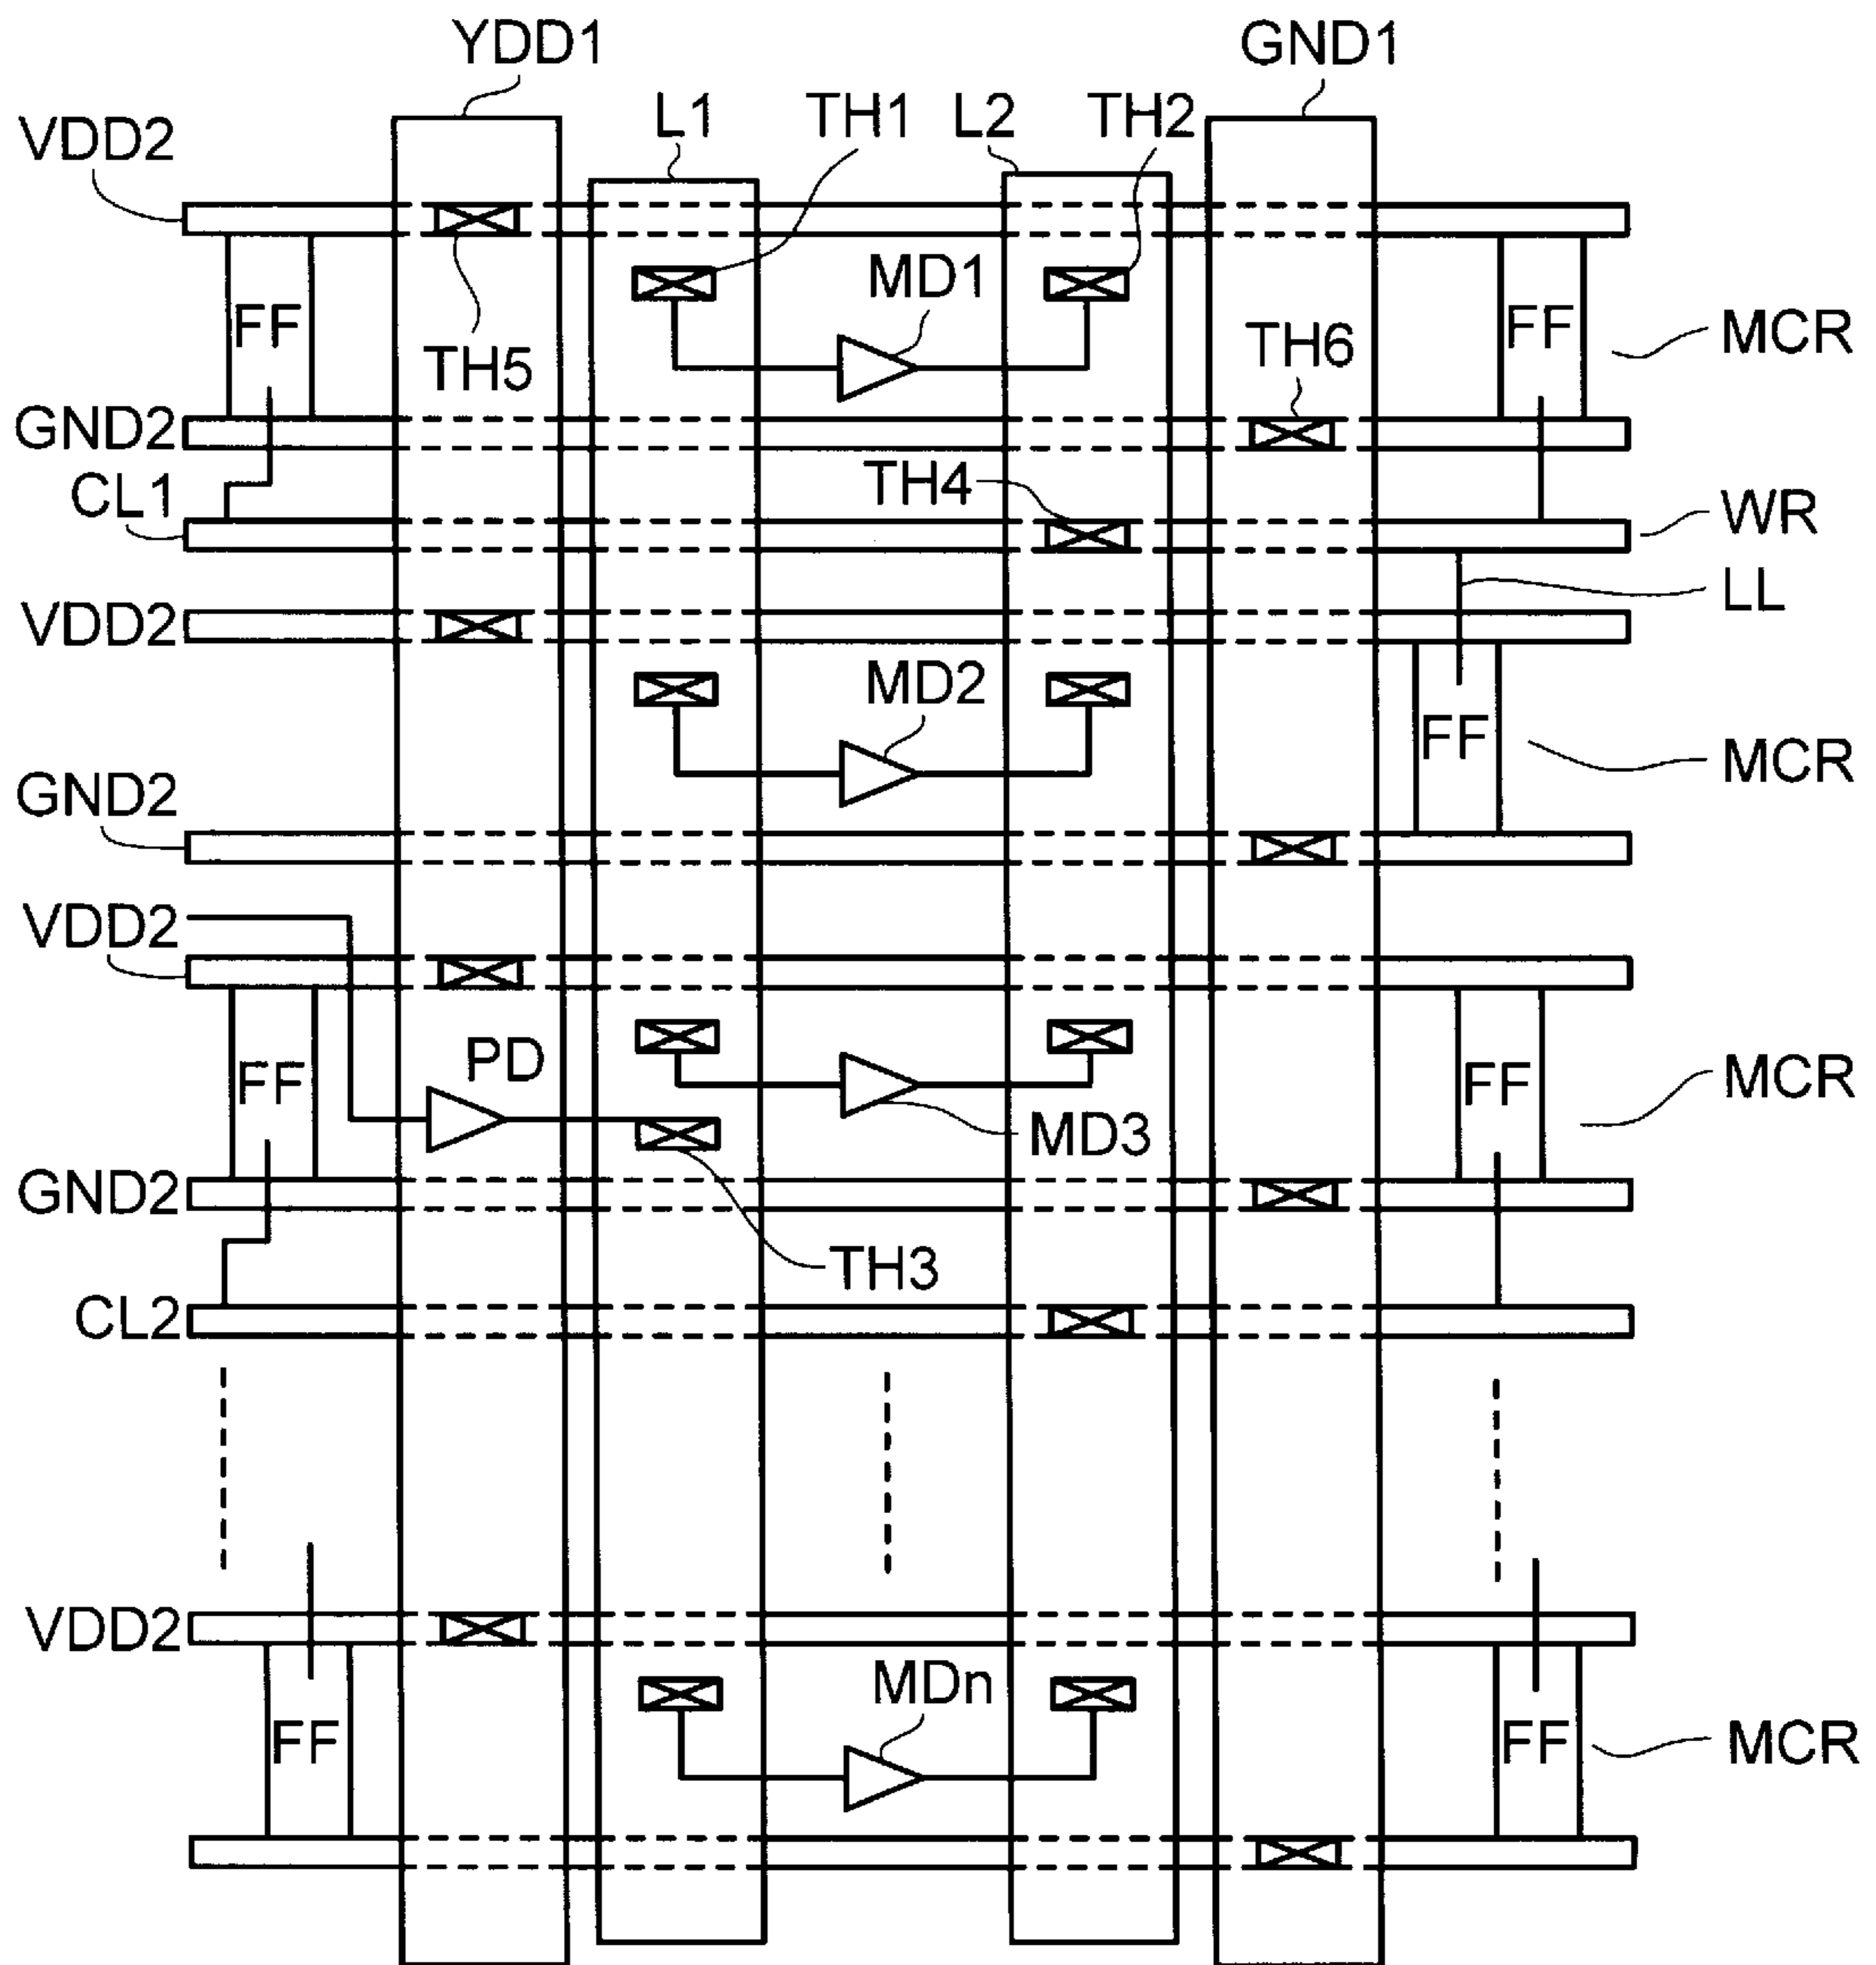 YDD1
GND1
L1
TH1
L2
TH2
VDD2
MD1
FF
FF
MCR
TH5
TH6
GND2
CL1
TH4
WR
LL
VDD2
MD2
FF
MCR
GND2
VDD2
PD
FF
FF
MCR
MD3
GND2
TH3
CL2
VDD2
MDn
FF
FF
MCR